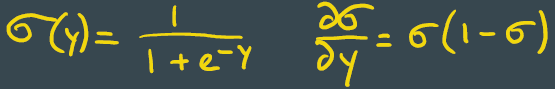 σ(y) = 1 / (1 + e^-y)    ∂σ/∂y = σ(1-σ)